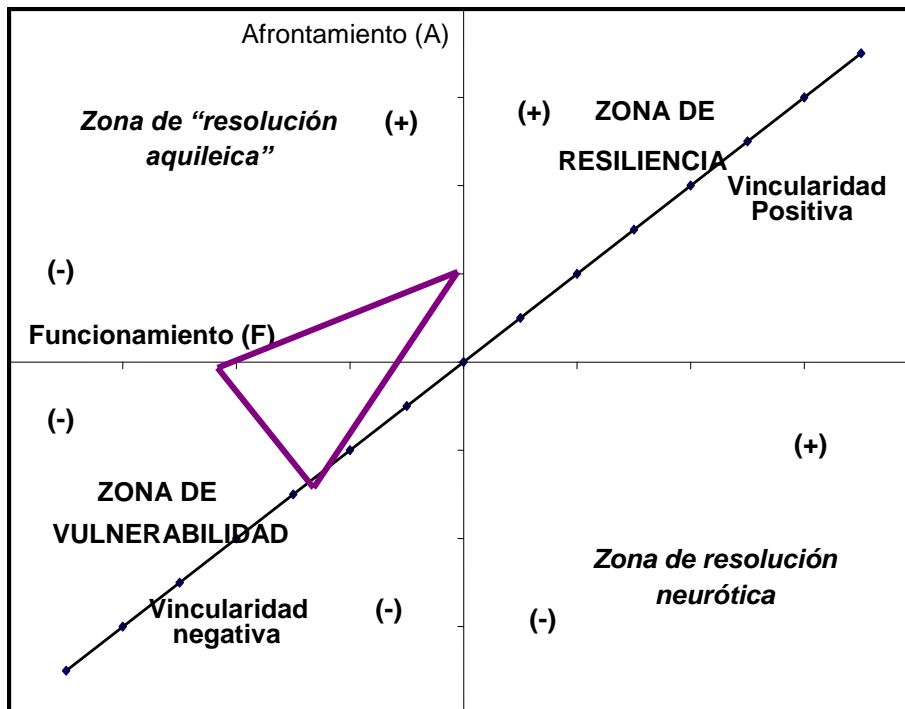 Afrontamiento (A)
Zona de “resolución
aquileica”
(+)
(+)
ZONA DE
RESILIENCIA
Vincularidad
Positiva
(-)
Funcionamiento (F)
(-)
ZONA DE
VULNERABILIDAD
Vincularidad
negativa
(-)
(+)
Zona de resolución
neurótica
(-)